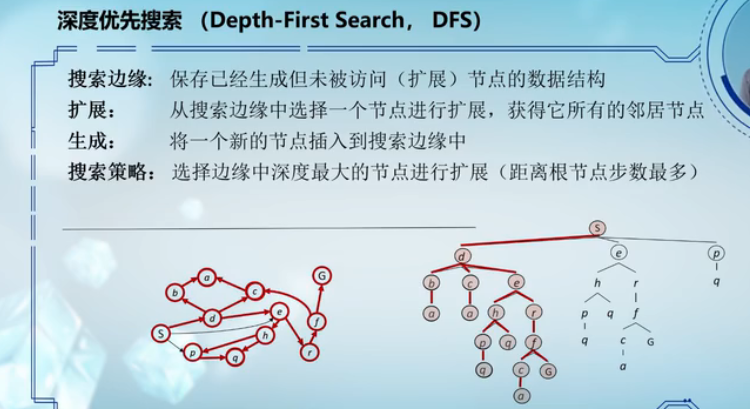 深度优先搜索 （Depth-First Search， DFS）
搜索边缘: 保存已经生成但未被访问（扩展）节点的数据结构
扩展： 从搜索边缘中选择一个节点进行扩展，获得它所有的邻居节点
生成： 将一个新的节点插入到搜索边缘中
搜索策略： 选择边缘中深度最大的节点进行扩展（距离根节点步数最多）
a G
b c
d e f
S h
p q r
S
d e p
b c e h r q
a a h r p q f
p q f q c G
q c G a
a